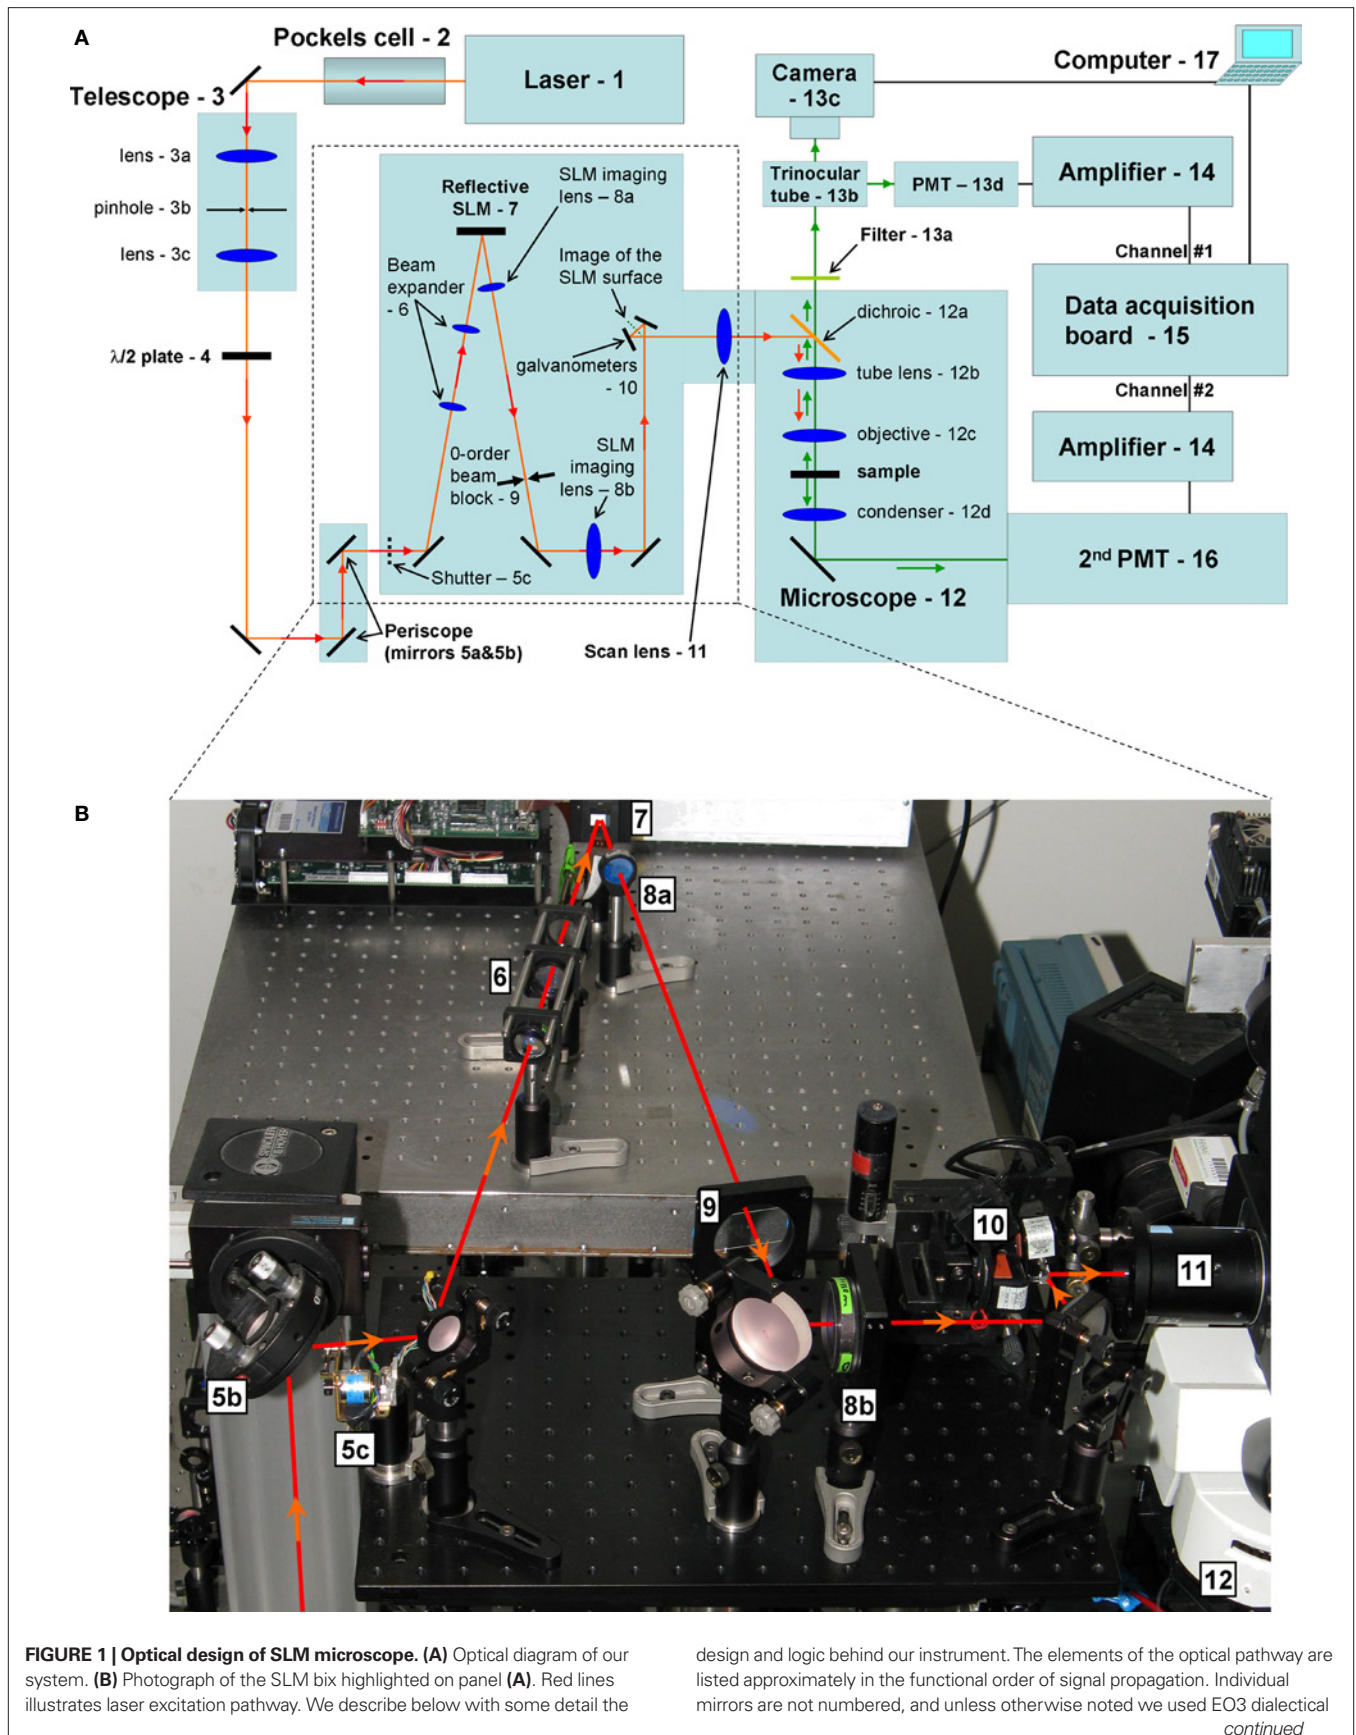 A
Pockels cell - 2
Laser - 1
Telescope - 3
lens - 3a
pinhole - 3b
lens - 3c
λ/2 plate - 4
Reflective
SLM - 7
SLM imaging
lens – 8a
Beam
expander
- 6
Image of the
SLM surface
galvanometers
- 10
0-order
beam
block - 9
SLM
imaging
lens – 8b
Shutter – 5c
Periscope
(mirrors 5a&5b)
Scan lens - 11
Camera
- 13c
Computer - 17
Trinocular
tube - 13b
PMT – 13d
Amplifier - 14
Filter - 13a
Channel #1
dichroic - 12a
Data acquisition
board - 15
tube lens - 12b
Channel #2
objective - 12c
Amplifier - 14
sample
condenser - 12d
2nd PMT - 16
Microscope - 12
B
7
8a
6
9
10
11
5b
5c
8b
12
FIGURE 1 | Optical design of SLM microscope. (A) Optical diagram of our
system. (B) Photograph of the SLM bix highlighted on panel (A). Red lines
illustrates laser excitation pathway. We describe below with some detail the
design and logic behind our instrument. The elements of the optical pathway are
listed approximately in the functional order of signal propagation. Individual
mirrors are not numbered, and unless otherwise noted we used EO3 dialectical
continued